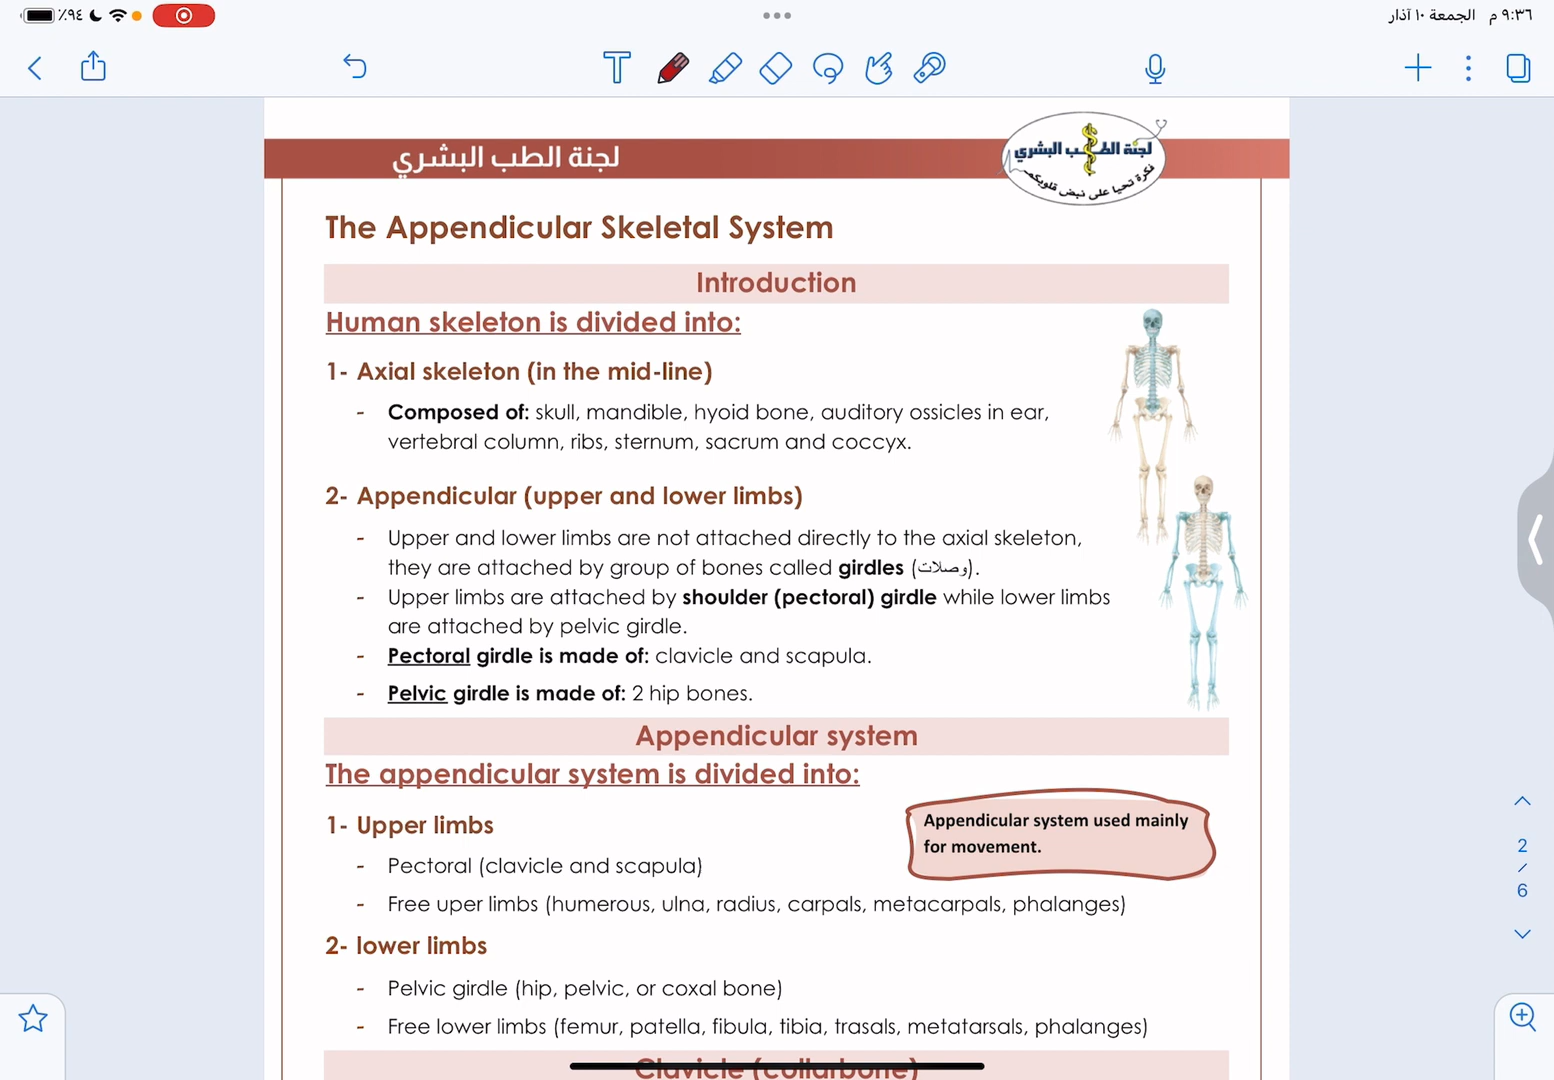 ٪٩٤
٩:٣٦ م الجمعة ١٠ آذار
لجنة الطب البشري
لجنة الطب البشري
فكرة تحيا على نبض قلوبكم
The Appendicular Skeletal System
Introduction
Human skeleton is divided into:
1- Axial skeleton (in the mid-line)
- Composed of: skull, mandible, hyoid bone, auditory ossicles in ear,
vertebral column, ribs, sternum, sacrum and coccyx.
2- Appendicular (upper and lower limbs)
- Upper and lower limbs are not attached directly to the axial skeleton,
they are attached by group of bones called girdles (وصلات).
- Upper limbs are attached by shoulder (pectoral) girdle while lower limbs
are attached by pelvic girdle.
- Pectoral girdle is made of: clavicle and scapula.
- Pelvic girdle is made of: 2 hip bones.
Appendicular system
The appendicular system is divided into:
1- Upper limbs
Appendicular system used mainly
for movement.
- Pectoral (clavicle and scapula)
- Free uper limbs (humerous, ulna, radius, carpals, metacarpals, phalanges)
2- lower limbs
- Pelvic girdle (hip, pelvic, or coxal bone)
- Free lower limbs (femur, patella, fibula, tibia, trasals, metatarsals, phalanges)
Clavicle (collarbone)
2
/
6